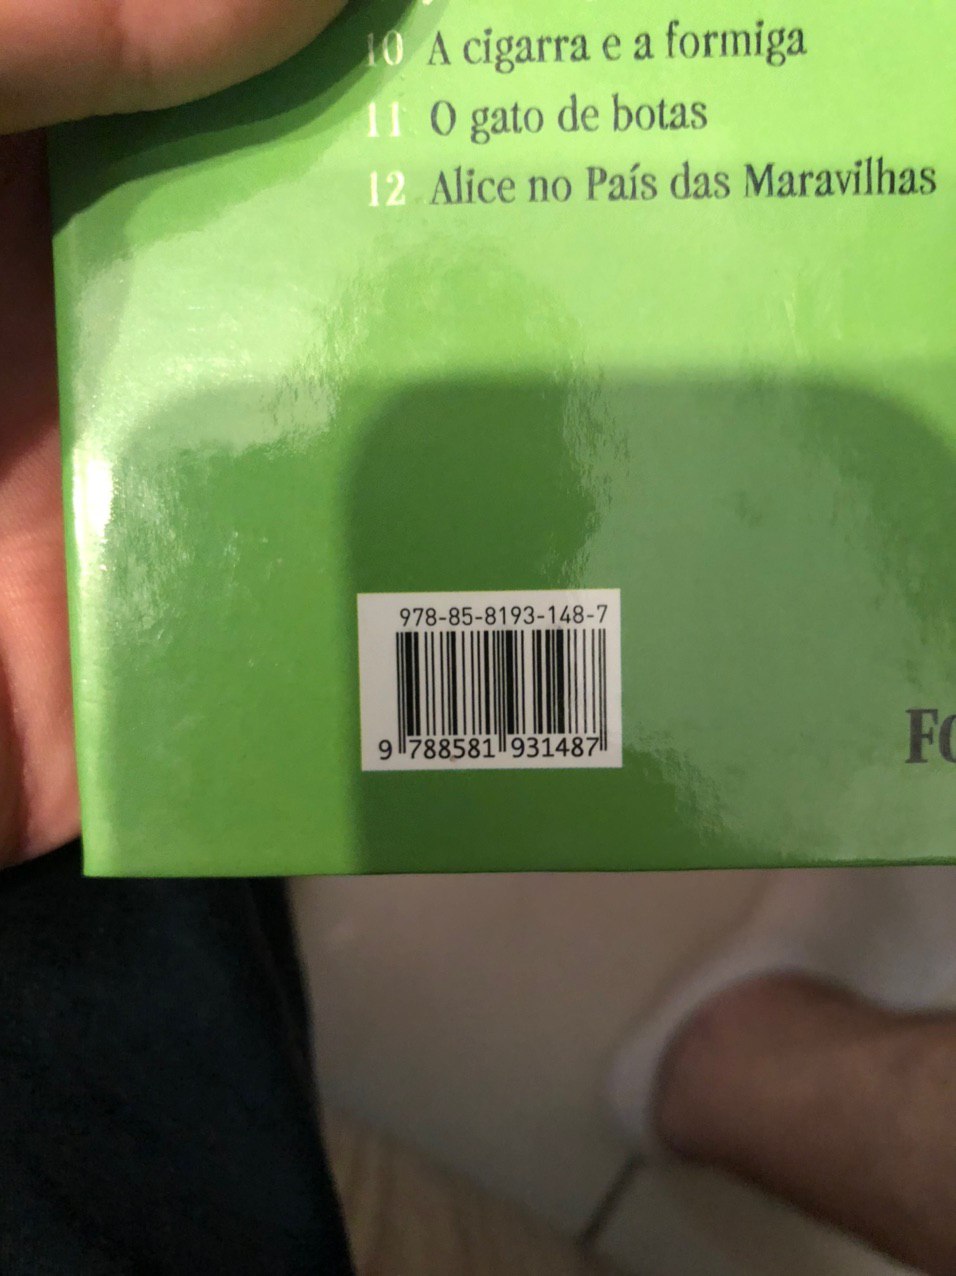 10 A cigarra e a formiga
11 O gato de botas
12 Alice no País das Maravilhas
978-85-8193-148-7
9 788581 931487
FO